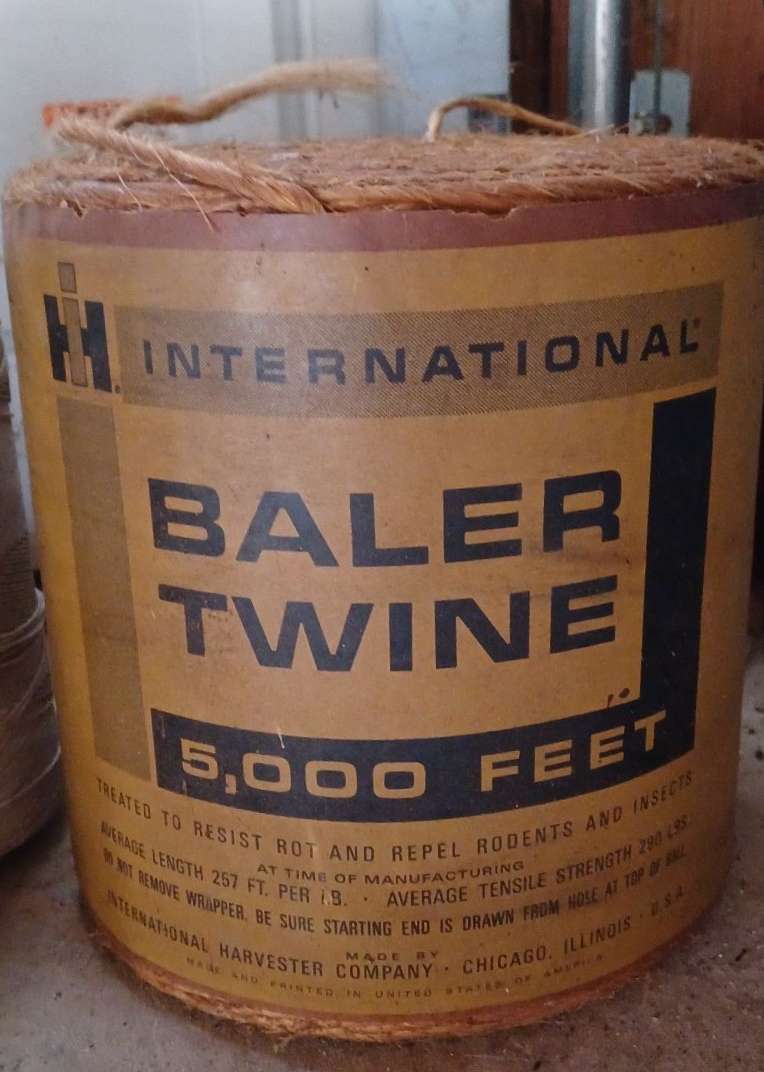 IH INTERNATIONAL®
BALER
TWINE
5,000 FEET
TREATED TO RESIST ROT AND REPEL RODENTS AND INSECTS
AT TIME OF MANUFACTURING
AVERAGE LENGTH 257 FT. PER LB. · AVERAGE TENSILE STRENGTH 290 LBS.
DO NOT REMOVE WRAPPER. BE SURE STARTING END IS DRAWN FROM HOLE AT TOP OF BALL
MADE BY
INTERNATIONAL HARVESTER COMPANY · CHICAGO, ILLINOIS · U.S.A.
MADE AND PRINTED IN UNITED STATES OF AMERICA